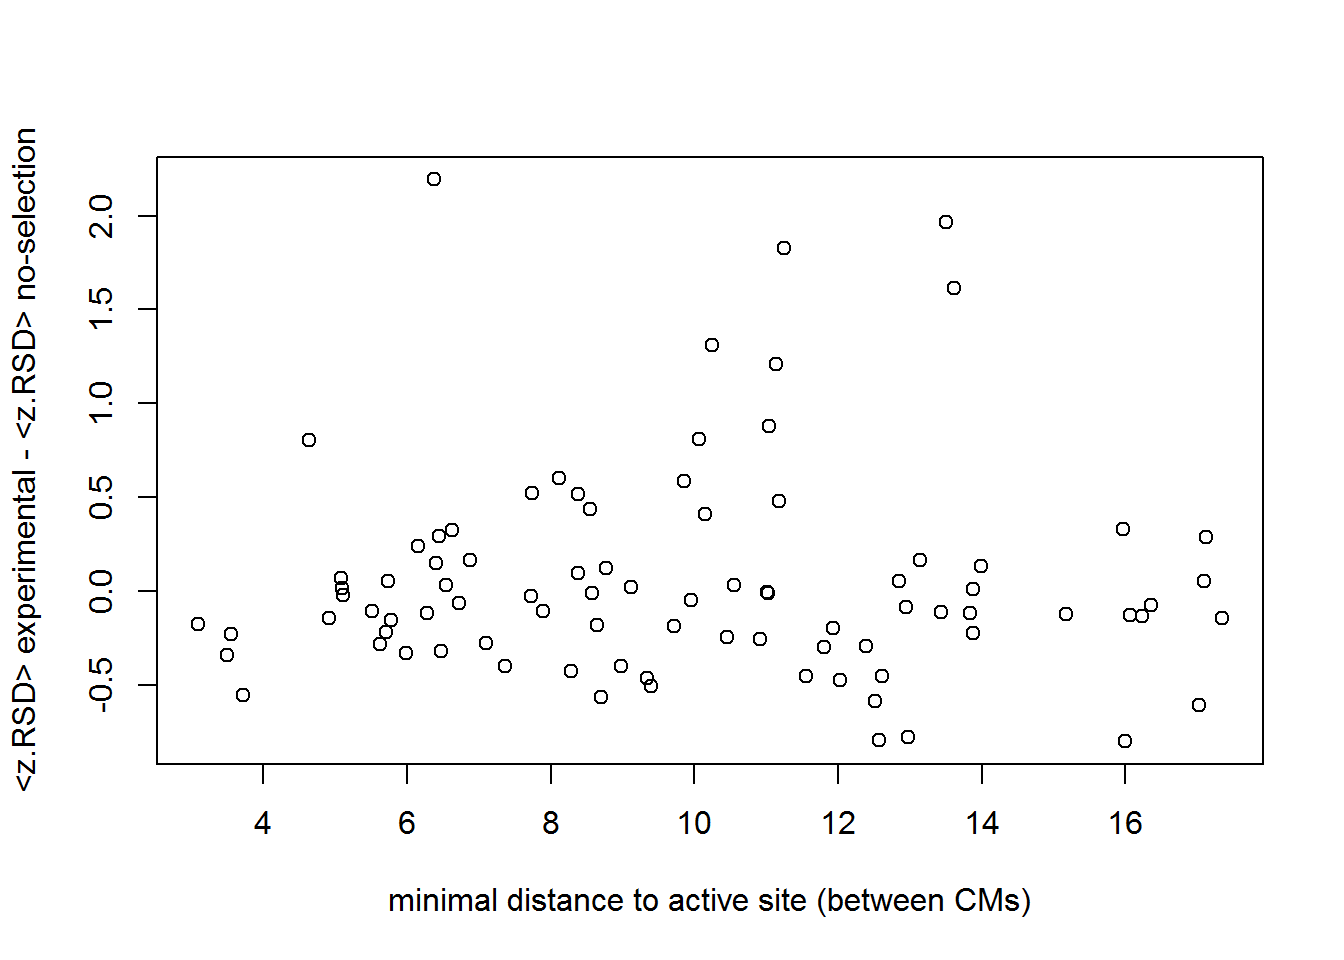 <z.RSD> experimental - <z.RSD> no-selection
2.0
1.5
1.0
0.5
0.0
-0.5
4 6 8 10 12 14 16
minimal distance to active site (between CMs)